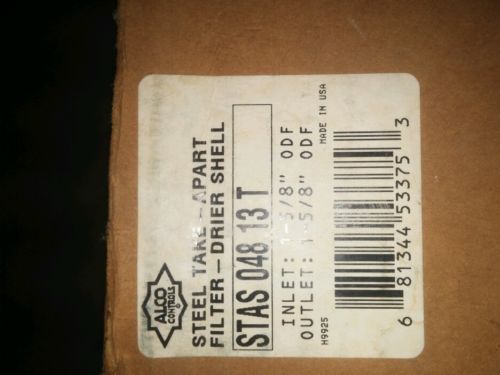 ALCO
CONTROLS
STEEL TAKE-APART
FILTER-DRIER SHELL
STAS 048 13 T
INLET: 1-5/8" ODF
OUTLET: 1-5/8" ODF
H9925
MADE IN USA
6 81344 53375 3